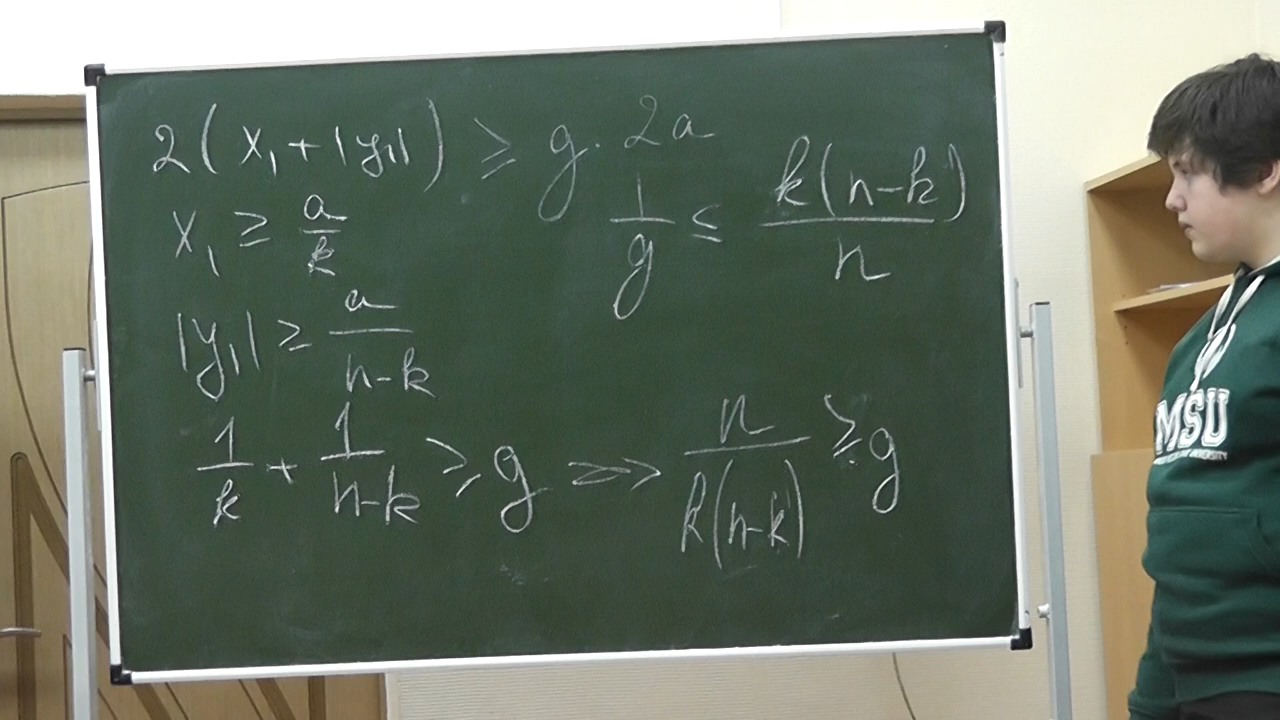 2(x₁+|y₁|) ≥ g·2a
x₁ ≥ a/k
1/g ≤ k(n-k)/n
|y₁| ≥ a/(n-k)
1/k + 1/(n-k) ≥ g => n/(k(n-k)) ≥ g
MSU